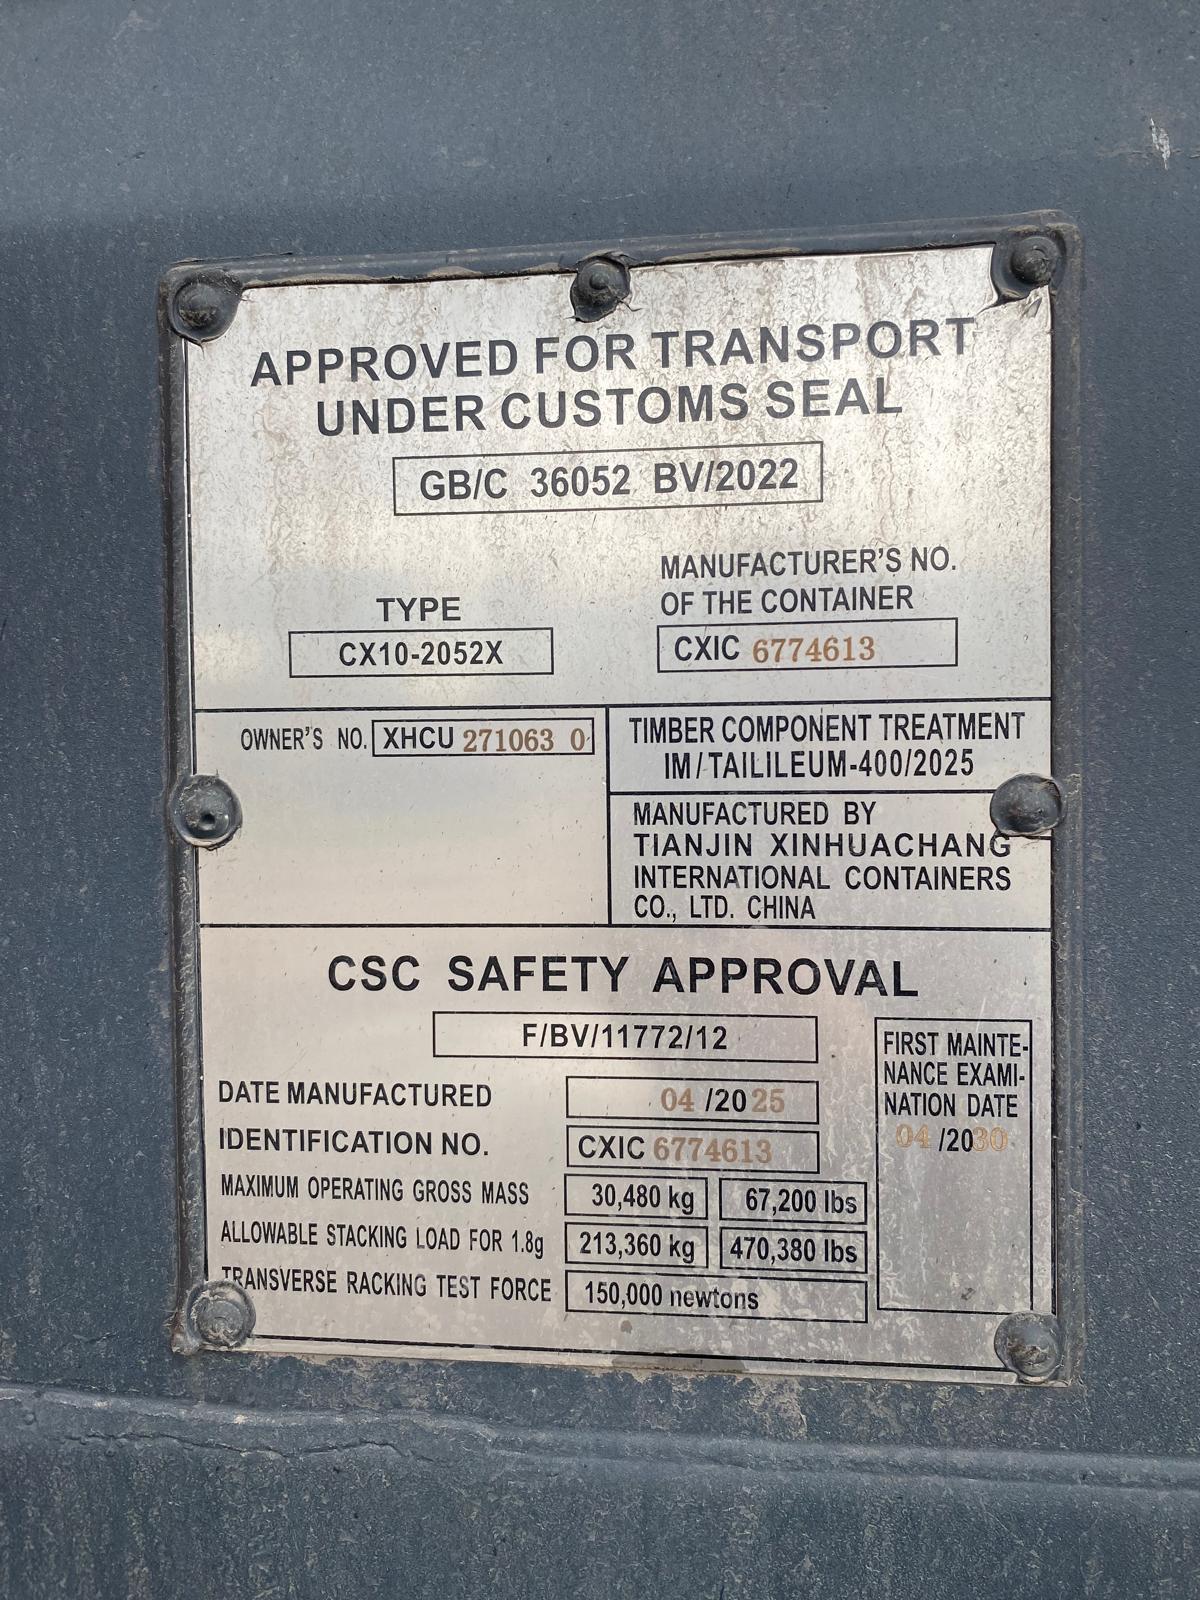 APPROVED FOR TRANSPORT
UNDER CUSTOMS SEAL
GB/C 36052 BV/2022
TYPE
CX10-2052X
MANUFACTURER'S NO.
OF THE CONTAINER
CXIC 6774613
OWNER'S NO. XHCU 271063 0
TIMBER COMPONENT TREATMENT
IM/TAILILEUM-400/2025
MANUFACTURED BY
TIANJIN XINHUACHANG
INTERNATIONAL CONTAINERS
CO., LTD. CHINA
CSC SAFETY APPROVAL
F/BV/11772/12
DATE MANUFACTURED 04/2025
IDENTIFICATION NO. CXIC 6774613
MAXIMUM OPERATING GROSS MASS 30,480 kg 67,200 lbs
ALLOWABLE STACKING LOAD FOR 1.8g 213,360 kg 470,380 lbs
TRANSVERSE RACKING TEST FORCE 150,000 newtons
FIRST MAINTE-
NANCE EXAMI-
NATION DATE
04/2030